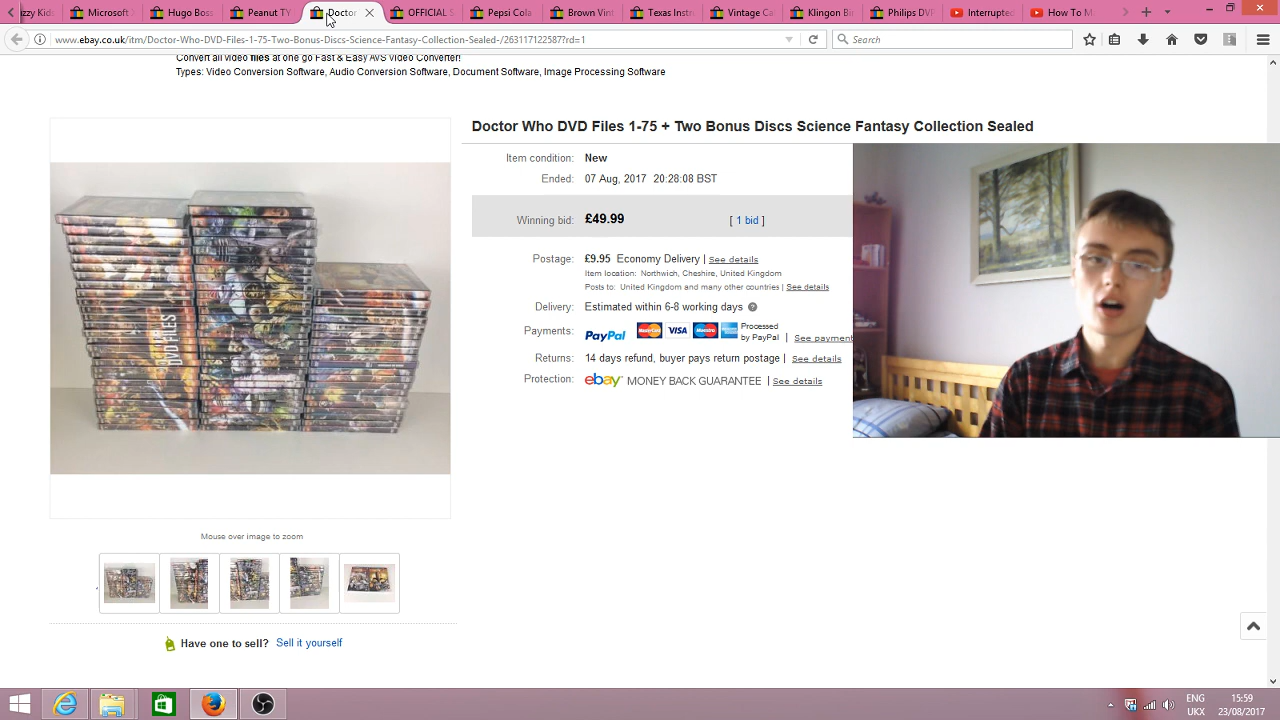 zzy Kid
Microsoft
Hugo Bos
Peanut TY
Doctor
OFFICIAL S
Pepsi Cola
Brown Vint
Texas Instr
Vintage Ca
Klingon Bi
Philips DVP
Interrupte
How To M
www.ebay.co.uk/itm/Doctor-Who-DVD-Files-1-75-Two-Bonus-Discs-Science-Fantasy-Collection-Sealed-/263117122587?rd=1
Search
Convert all video files at one go Fast & Easy AVS Video Converter!
Types: Video Conversion Software, Audio Conversion Software, Document Software, Image Processing Software
Doctor Who DVD Files 1-75 + Two Bonus Discs Science Fantasy Collection Sealed
Item condition: New
Ended: 07 Aug, 2017 20:28:08 BST
Winning bid: £49.99 [ 1 bid ]
Postage: £9.95 Economy Delivery | See details
Item location: Northwich, Cheshire, United Kingdom
Posts to: United Kingdom and many other countries | See details
Delivery: Estimated within 6-8 working days
Payments: PayPal MasterCard VISA Maestro Processed by PayPal | See payment
Returns: 14 days refund, buyer pays return postage | See details
Protection: ebay MONEY BACK GUARANTEE | See details
DVD FILES
Mouse over image to zoom
Have one to sell? Sell it yourself
ENG
UKX
15:59
23/08/2017